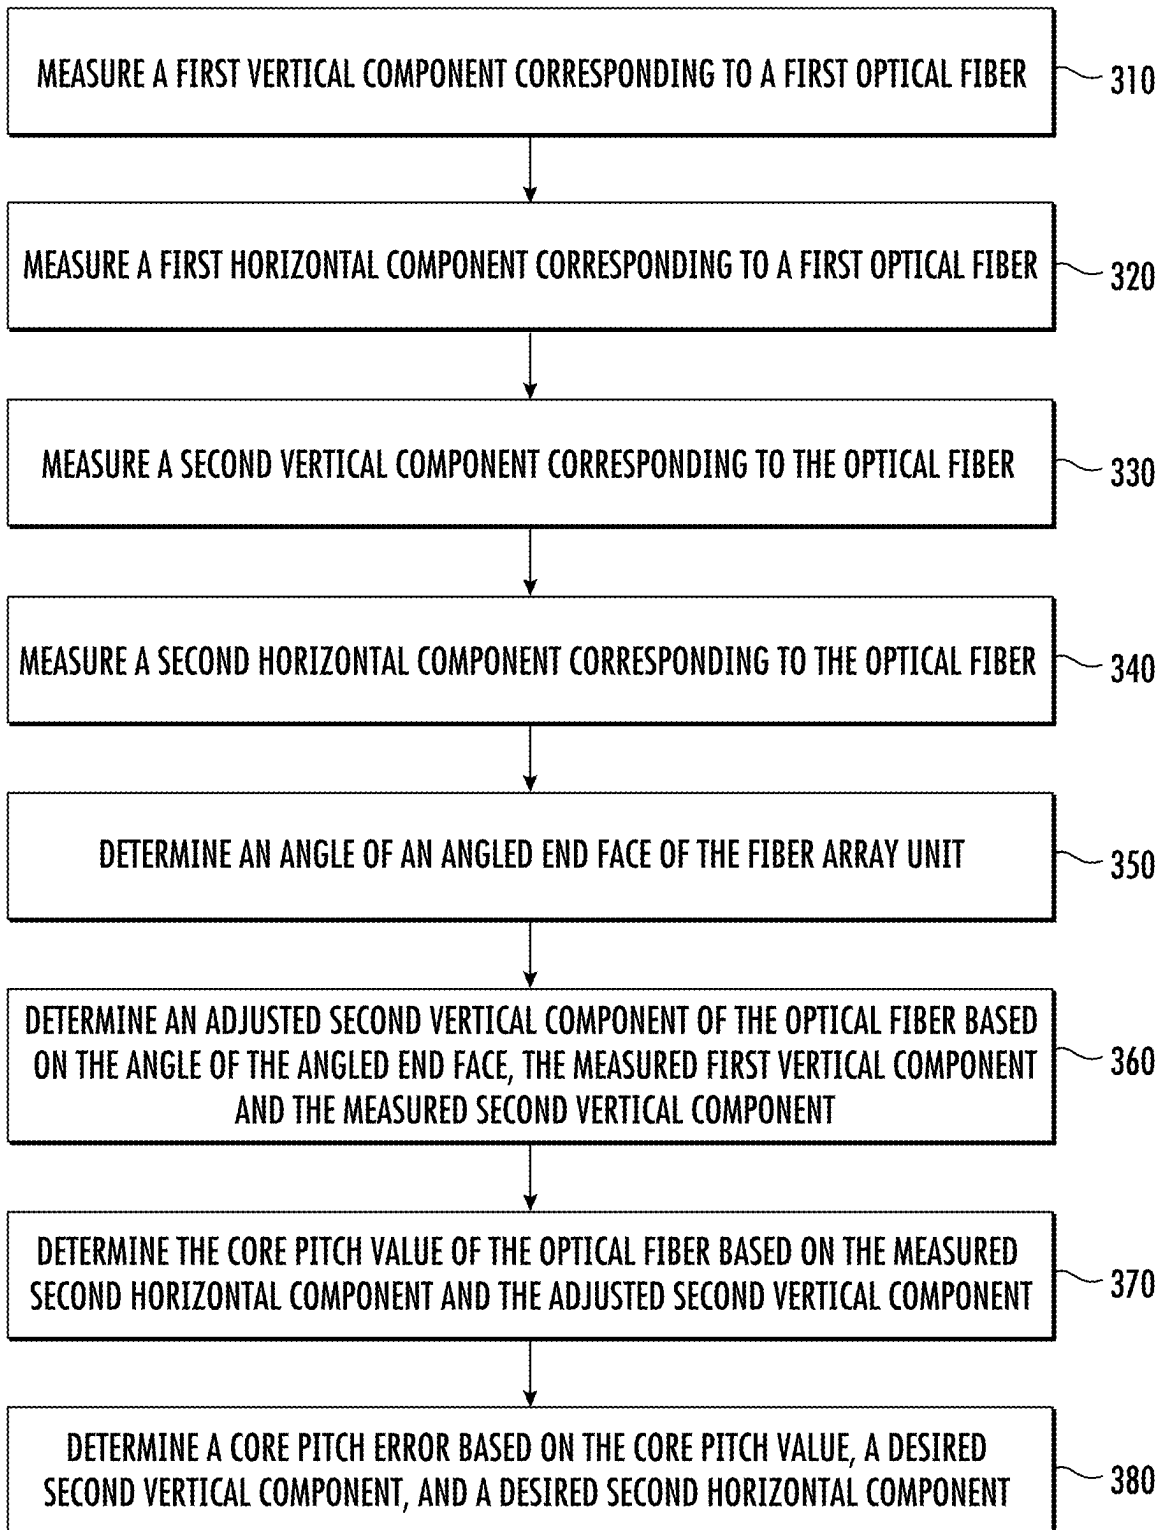 MEASURE A FIRST VERTICAL COMPONENT CORRESPONDING TO A FIRST OPTICAL FIBER
310
MEASURE A FIRST HORIZONTAL COMPONENT CORRESPONDING TO A FIRST OPTICAL FIBER
320
MEASURE A SECOND VERTICAL COMPONENT CORRESPONDING TO THE OPTICAL FIBER
330
MEASURE A SECOND HORIZONTAL COMPONENT CORRESPONDING TO THE OPTICAL FIBER
340
DETERMINE AN ANGLE OF AN ANGLED END FACE OF THE FIBER ARRAY UNIT
350
DETERMINE AN ADJUSTED SECOND VERTICAL COMPONENT OF THE OPTICAL FIBER BASED
ON THE ANGLE OF THE ANGLED END FACE, THE MEASURED FIRST VERTICAL COMPONENT
AND THE MEASURED SECOND VERTICAL COMPONENT
360
DETERMINE THE CORE PITCH VALUE OF THE OPTICAL FIBER BASED ON THE MEASURED
SECOND HORIZONTAL COMPONENT AND THE ADJUSTED SECOND VERTICAL COMPONENT
370
DETERMINE A CORE PITCH ERROR BASED ON THE CORE PITCH VALUE, A DESIRED
SECOND VERTICAL COMPONENT, AND A DESIRED SECOND HORIZONTAL COMPONENT
380